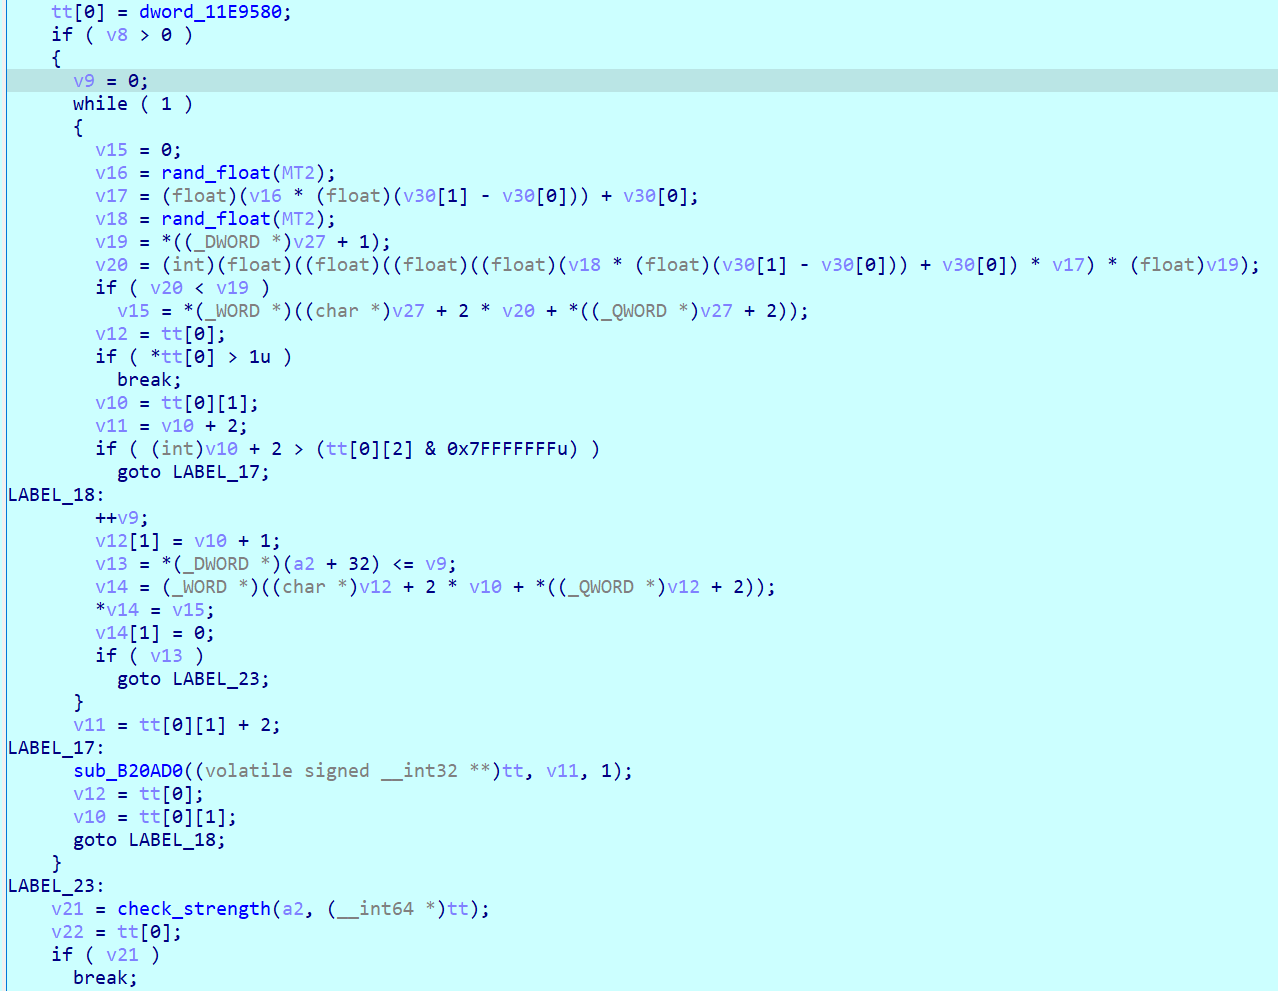 tt[0] = dword_11E9580;
if ( v8 > 0 )
{
v9 = 0;
while ( 1 )
{
v15 = 0;
v16 = rand_float(MT2);
v17 = (float)(v16 * (float)(v30[1] - v30[0])) + v30[0];
v18 = rand_float(MT2);
v19 = *((_DWORD *)v27 + 1);
v20 = (int)(float)((float)((float)((float)(v18 * (float)(v30[1] - v30[0])) + v30[0]) * v17) * (float)v19);
if ( v20 < v19 )
v15 = *(_WORD *)((char *)v27 + 2 * v20 + *((_QWORD *)v27 + 2));
v12 = tt[0];
if ( *tt[0] > 1u )
break;
v10 = tt[0][1];
v11 = v10 + 2;
if ( (int)v10 + 2 > (tt[0][2] & 0x7FFFFFFFu) )
goto LABEL_17;
LABEL_18:
++v9;
v12[1] = v10 + 1;
v13 = *(_DWORD *)(a2 + 32) <= v9;
v14 = (_WORD *)((char *)v12 + 2 * v10 + *((_QWORD *)v12 + 2));
*v14 = v15;
v14[1] = 0;
if ( v13 )
goto LABEL_23;
}
v11 = tt[0][1] + 2;
LABEL_17:
sub_B20AD0((volatile signed __int32 **)tt, v11, 1);
v12 = tt[0];
v10 = tt[0][1];
goto LABEL_18;
}
LABEL_23:
v21 = check_strength(a2, (__int64 *)tt);
v22 = tt[0];
if ( v21 )
break;